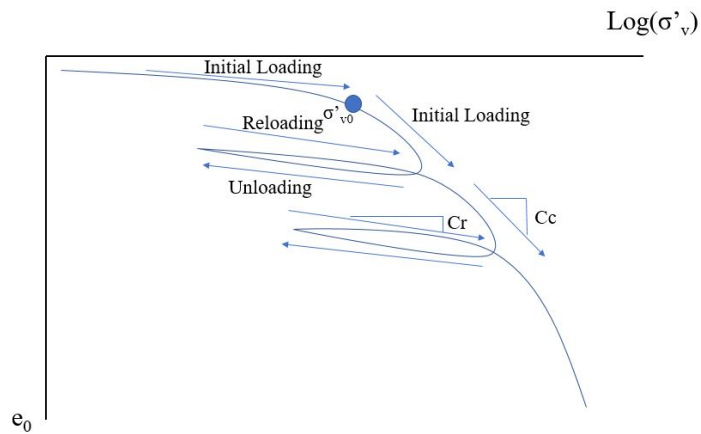 Log(σ’v)
Initial Loading
σ’v0
Initial Loading
Reloading
Unloading
Cr
Cc
e0